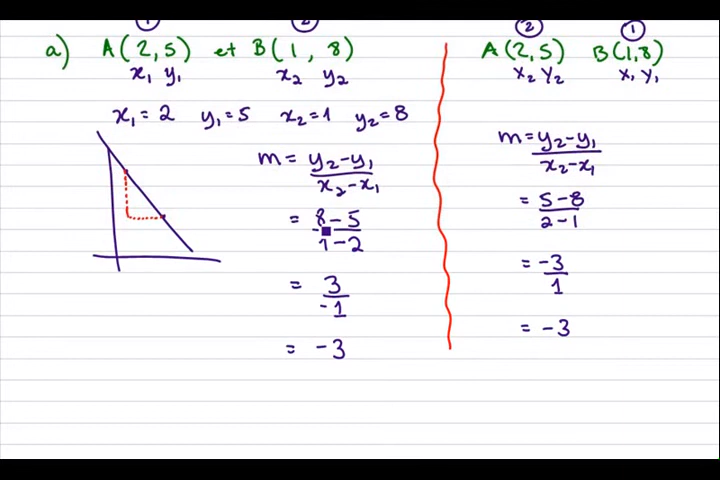 ① ②
a) A(2,5) et B(1, 8)
x₁ y₁ x₂ y₂
x₁ = 2 y₁ = 5 x₂ = 1 y₂ = 8
m = y₂ – y₁ / x₂ – x₁
= 8 – 5 / 1 – 2
= 3 / -1
= -3
② ①
A(2,5) B(1,8)
x₂ y₂ x₁ y₁
m = y₂ – y₁ / x₂ – x₁
= 5 – 8 / 2 – 1
= -3 / 1
= -3